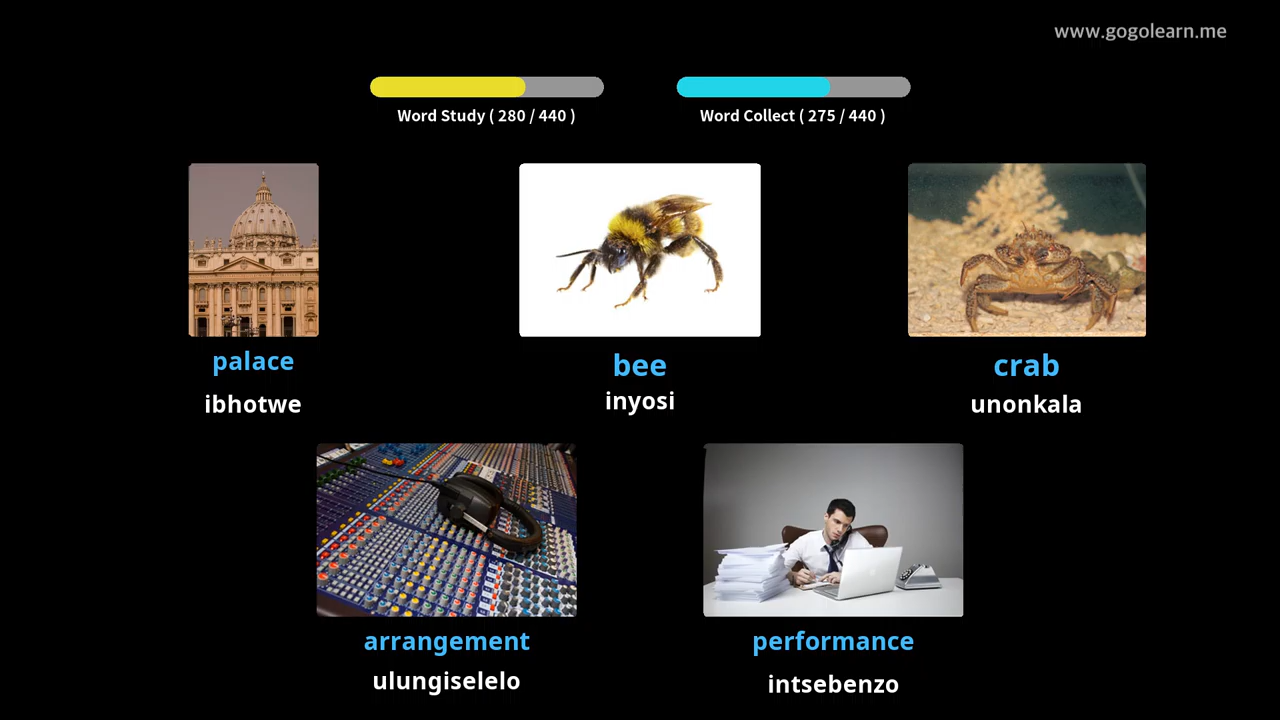 www.gogolearn.me
Word Study ( 280 / 440 )
Word Collect ( 275 / 440 )
palace
ibhotwe
bee
inyosi
crab
unonkala
arrangement
ulungiselelo
performance
intsebenzo